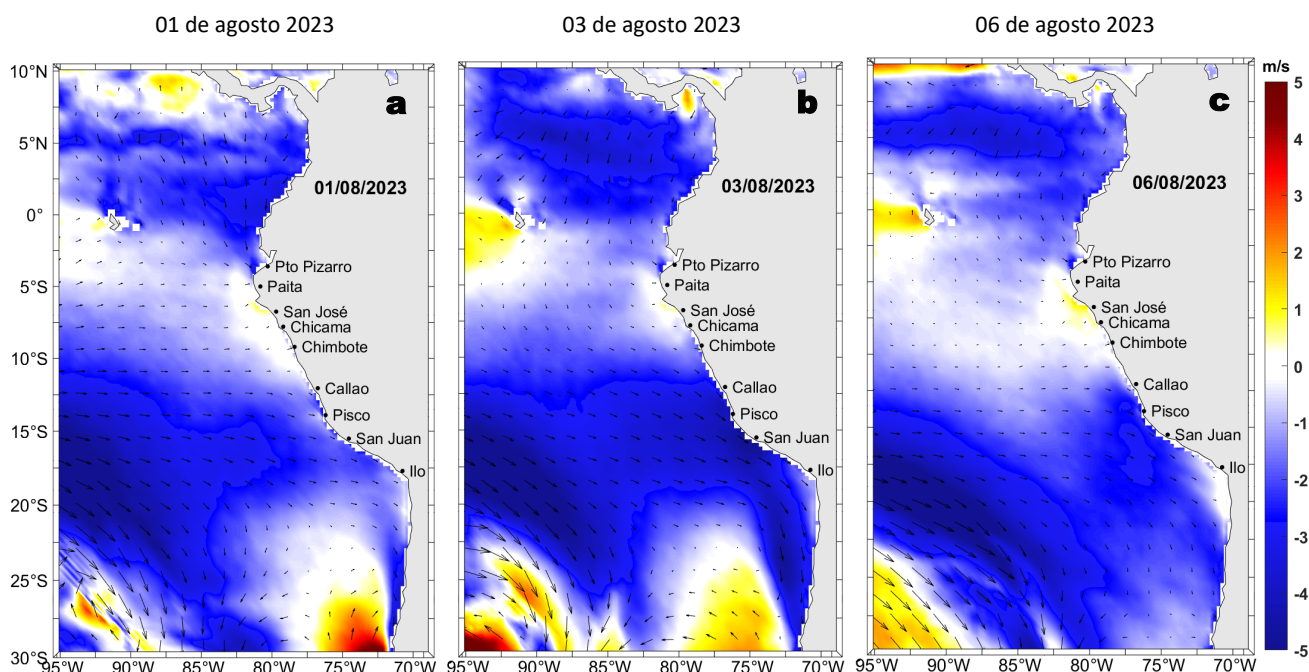 01 de agosto 2023
03 de agosto 2023
06 de agosto 2023
m/s
a
b
c
10°N
5°N
0°
5°S
10°S
15°S
20°S
25°S
30°S
01/08/2023
Pto Pizarro
Paita
San José
Chicama
Chimbote
Callao
Pisco
San Juan
Ilo
95°W 90°W 85°W 80°W 75°W 70°W
03/08/2023
Pto Pizarro
Paita
San José
Chicama
Chimbote
Callao
Pisco
San Juan
Ilo
95°W 90°W 85°W 80°W 75°W 70°W
06/08/2023
Pto Pizarro
Paita
San José
Chicama
Chimbote
Callao
Pisco
San Juan
Ilo
95°W 90°W 85°W 80°W 75°W 70°W
5
4
3
2
1
0
-1
-2
-3
-4
-5